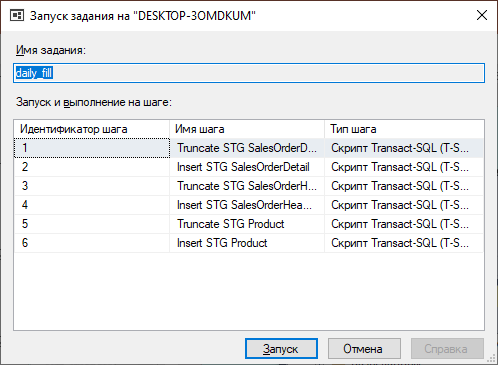 Запуск задания на "DESKTOP-3OMDKUM"
Имя задания:
daily_fill
Запуск и выполнение на шаге:
Идентификатор шага Имя шага Тип шага
1 Truncate STG SalesOrderD... Скрипт Transact-SQL (T-S...
2 Insert STG SalesOrderDetail Скрипт Transact-SQL (T-S...
3 Truncate STG SalesOrderH... Скрипт Transact-SQL (T-S...
4 Insert STG SalesOrderHea... Скрипт Transact-SQL (T-S...
5 Truncate STG Product Скрипт Transact-SQL (T-S...
6 Insert STG Product Скрипт Transact-SQL (T-S...
Запуск Отмена Справка